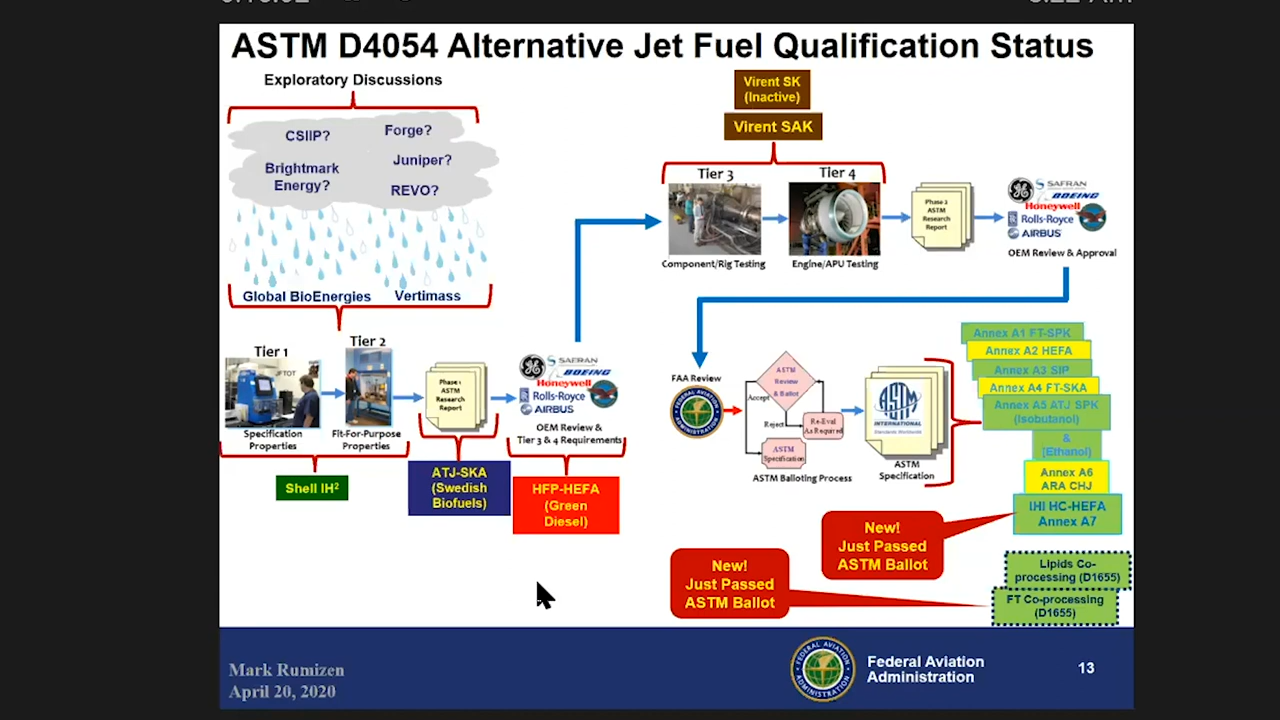 ASTM D4054 Alternative Jet Fuel Qualification Status
Exploratory Discussions
CSIIP?
Forge?
Brightmark
Energy?
Juniper?
REVO?
Global BioEnergies
Vertimass
Virent SK
(Inactive)
Virent SAK
Tier 3
Tier 4
Component/Rig Testing
Engine/APU Testing
Phase 2
ASTM
Research
Report
SAFRAN
BOEING
Honeywell
Rolls-Royce
AIRBUS
OEM Review & Approval
Tier 1
Tier 2
Specification
Properties
Fit-For-Purpose
Properties
Phase 1
ASTM
Research
Report
SAFRAN
BOEING
Honeywell
Rolls-Royce
AIRBUS
OEM Review &
Tier 3 & 4 Requirements
Shell IH²
ATJ-SKA
(Swedish
Biofuels)
HFP-HEFA
(Green
Diesel)
FAA Review
ASTM
Review
& Ballot
Accept
Reject
Re-Eval
As Required
ASTM
Specification
ASTM Balloting Process
ASTM
INTERNATIONAL
Standards Worldwide
ASTM
Specification
Annex A1 FT-SPK
Annex A2 HEFA
Annex A3 SIP
Annex A4 FT-SKA
Annex A5 ATJ SPK
(Isobutanol)
&
[Ethanol)
Annex A6
ARA CHJ
IHI HC-HEFA
Annex A7
New!
Just Passed
ASTM Ballot
New!
Just Passed
ASTM Ballot
Lipids Co-
processing (D1655)
FT Co-processing
(D1655)
Mark Rumizen
April 20, 2020
Federal Aviation
Administration
13